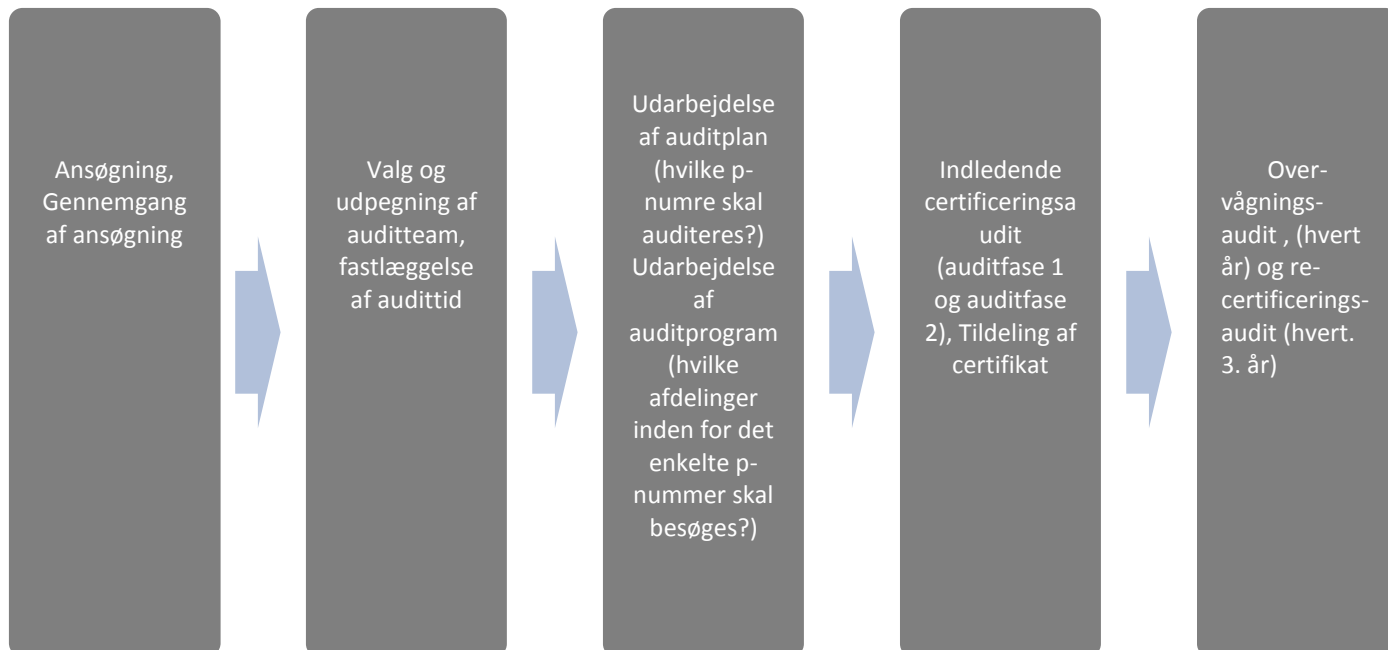 Ansøgning,
Gennemgang
af ansøgning
Valg og
udpegning af
auditteam,
fastlæggelse
af audittid
Udarbejdelse
af auditplan
(hvilke p-
numre skal
auditeres?)
Udarbejdelse
af
auditprogram
(hvilke
afdelinger
inden for det
enkelte p-
nummer skal
besøges?)
Indledende
certificeringsa
udit
(auditfase 1
og auditfase
2), Tildeling af
certifikat
Over-
vågnings-
audit , (hvert
år) og re-
certificerings-
audit (hvert.
3. år)